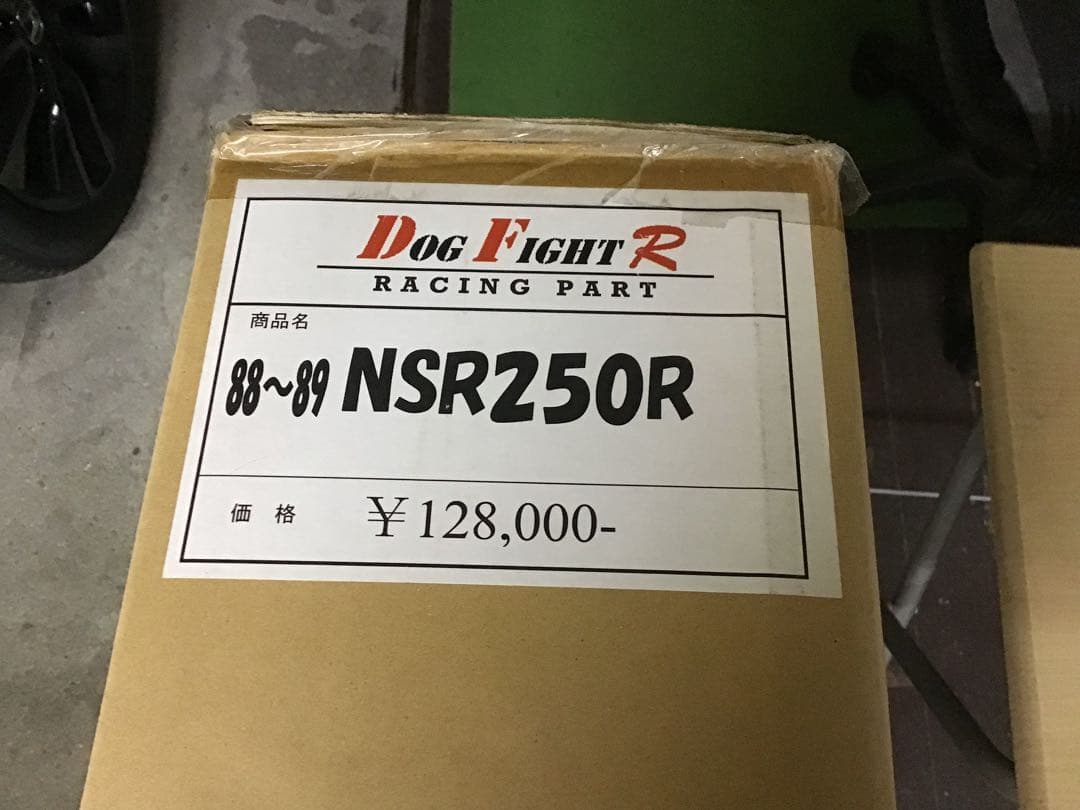 DOG FIGHT R
RACING PART
商品名
88～89 NSR250R
価 格 ￥128,000-